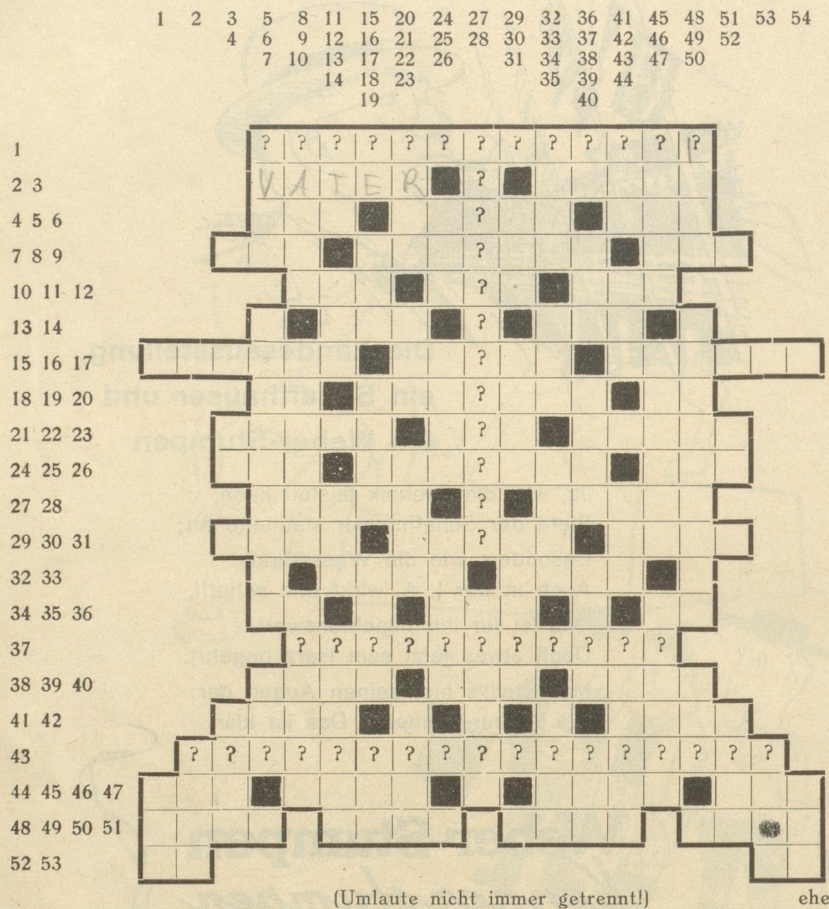 1 2 3 5 8 11 15 20 24 27 29 32 36 41 45 48 51 53 54
4 6 9 12 16 21 25 28 30 33 37 42 46 49 52
7 10 13 17 22 26 31 34 38 43 47 50
14 18 23 35 39 44
19 40
1 ? ? ? ? ? ? ? ? ? ? ? ? ?
2 3 VATER ?
4 5 6 ?
7 8 9 ?
10 11 12 ?
13 14 ?
15 16 17 ?
18 19 20 ?
21 22 23 ?
24 25 26 ?
27 28 ?
29 30 31 ?
32 33
34 35 36
37 ? ? ? ? ? ? ? ? ? ? ?
38 39 40
41 42
43 ? ? ? ? ? ? ? ? ? ? ? ? ? ? ? ? ?
44 45 46 47
48 49 50 51
52 53
(Umlaute nicht immer getrennt!) ehe